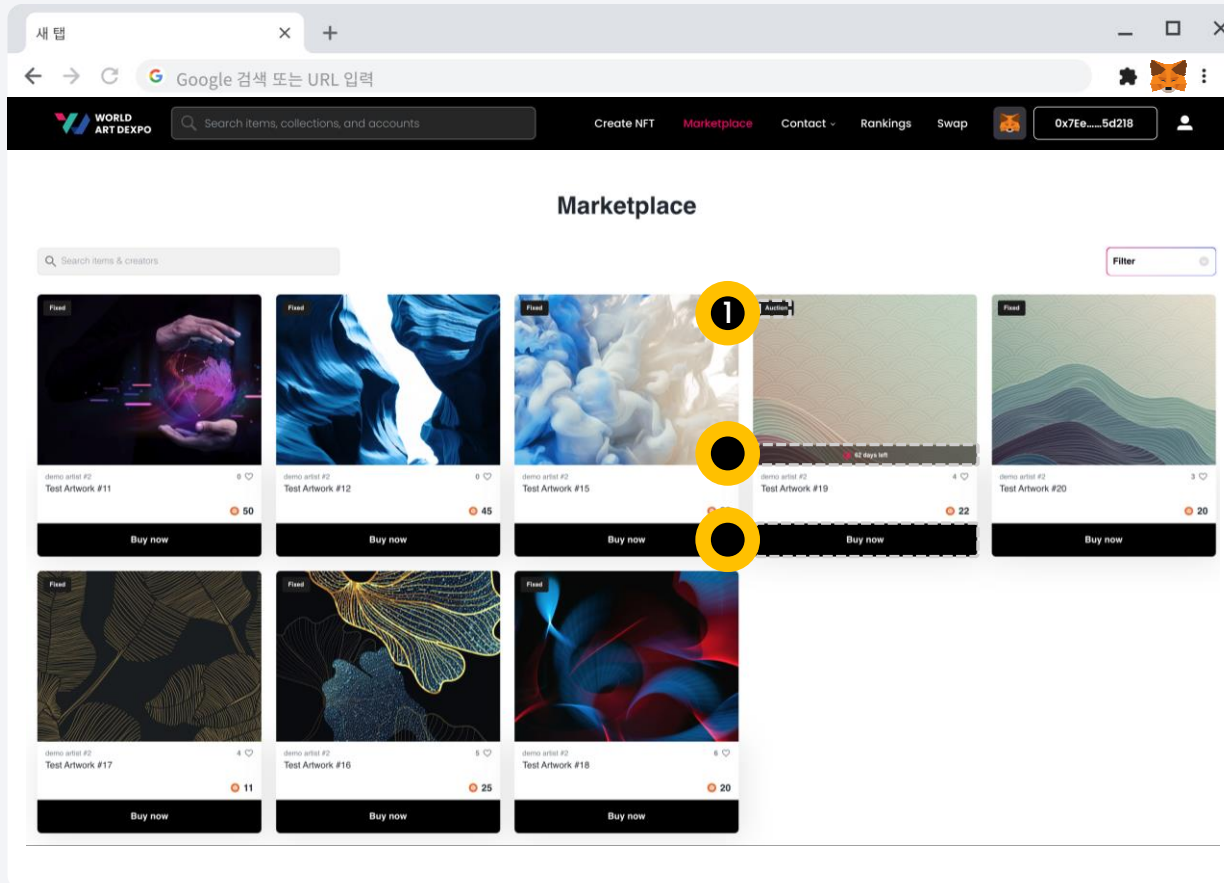 새 탭
Google 검색 또는 URL 입력
WORLD
ART DEXPO
Search items, collections, and accounts
Create NFT
Marketplace
Contact
Rankings
Swap
0x7Ee......5d218
Marketplace
Search items & creators
Filter
Fixed
Fixed
Fixed
1
Auction
Fixed
62 days left
demo artist #2
0
demo artist #2
0
demo artist #2
demo artist #2
4
demo artist #2
3
Test Artwork #11
Test Artwork #12
Test Artwork #15
Test Artwork #19
Test Artwork #20
50
45
22
20
Buy now
Buy now
Buy now
Buy now
Buy now
Fixed
Fixed
Fixed
demo artist #2
4
demo artist #2
5
demo artist #2
6
Test Artwork #17
Test Artwork #16
Test Artwork #18
11
25
20
Buy now
Buy now
Buy now